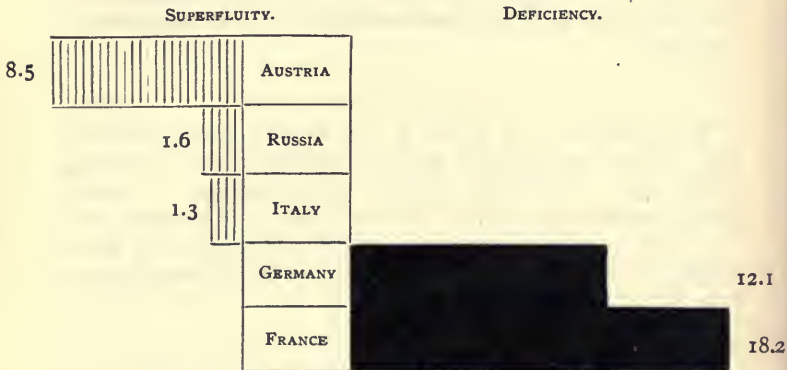 SUPERFLUITY. DEFICIENCY.
8.5 AUSTRIA
1.6 RUSSIA
1.3 ITALY
GERMANY 12.1
FRANCE 18.2